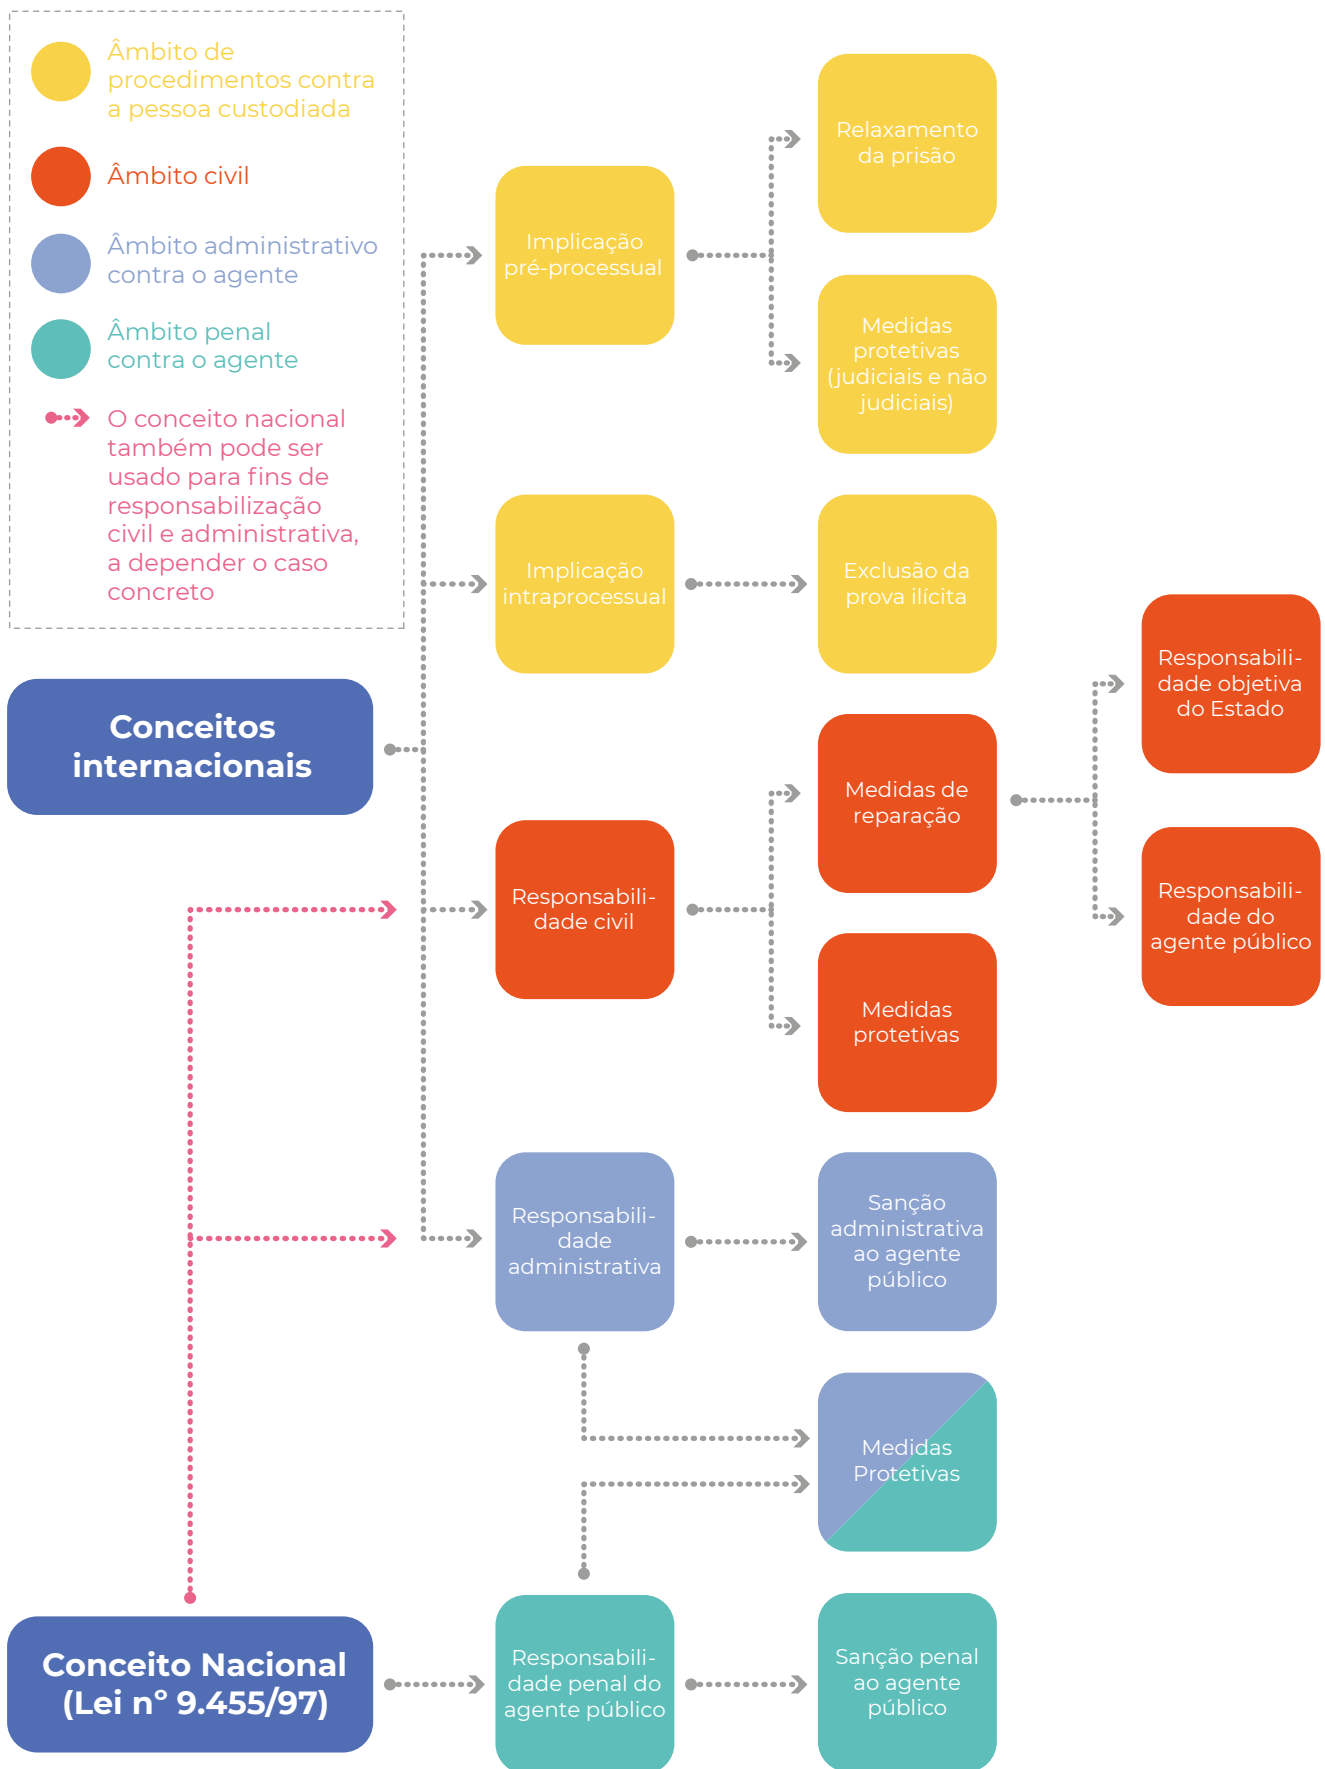 Âmbito de
procedimentos contra
a pessoa custodiada
Âmbito civil
Âmbito administrativo
contra o agente
Âmbito penal
contra o agente
O conceito nacional
também pode ser
usado para fins de
responsabilização
civil e administrativa,
a depender o caso
concreto
Conceitos
internacionais
Implicação
pré-processual
Relaxamento
da prisão
Medidas
protetivas
(judiciais e não
judiciais)
Implicação
intraprocessual
Exclusão da
prova ilícita
Responsabili-
dade civil
Medidas de
reparação
Responsabili-
dade objetiva
do Estado
Responsabili-
dade do
agente público
Medidas
protetivas
Responsabili-
dade
administrativa
Sanção
administrativa
ao agente
público
Medidas
Protetivas
Conceito Nacional
(Lei nº 9.455/97)
Responsabili-
dade penal do
agente público
Sanção penal
ao agente
público